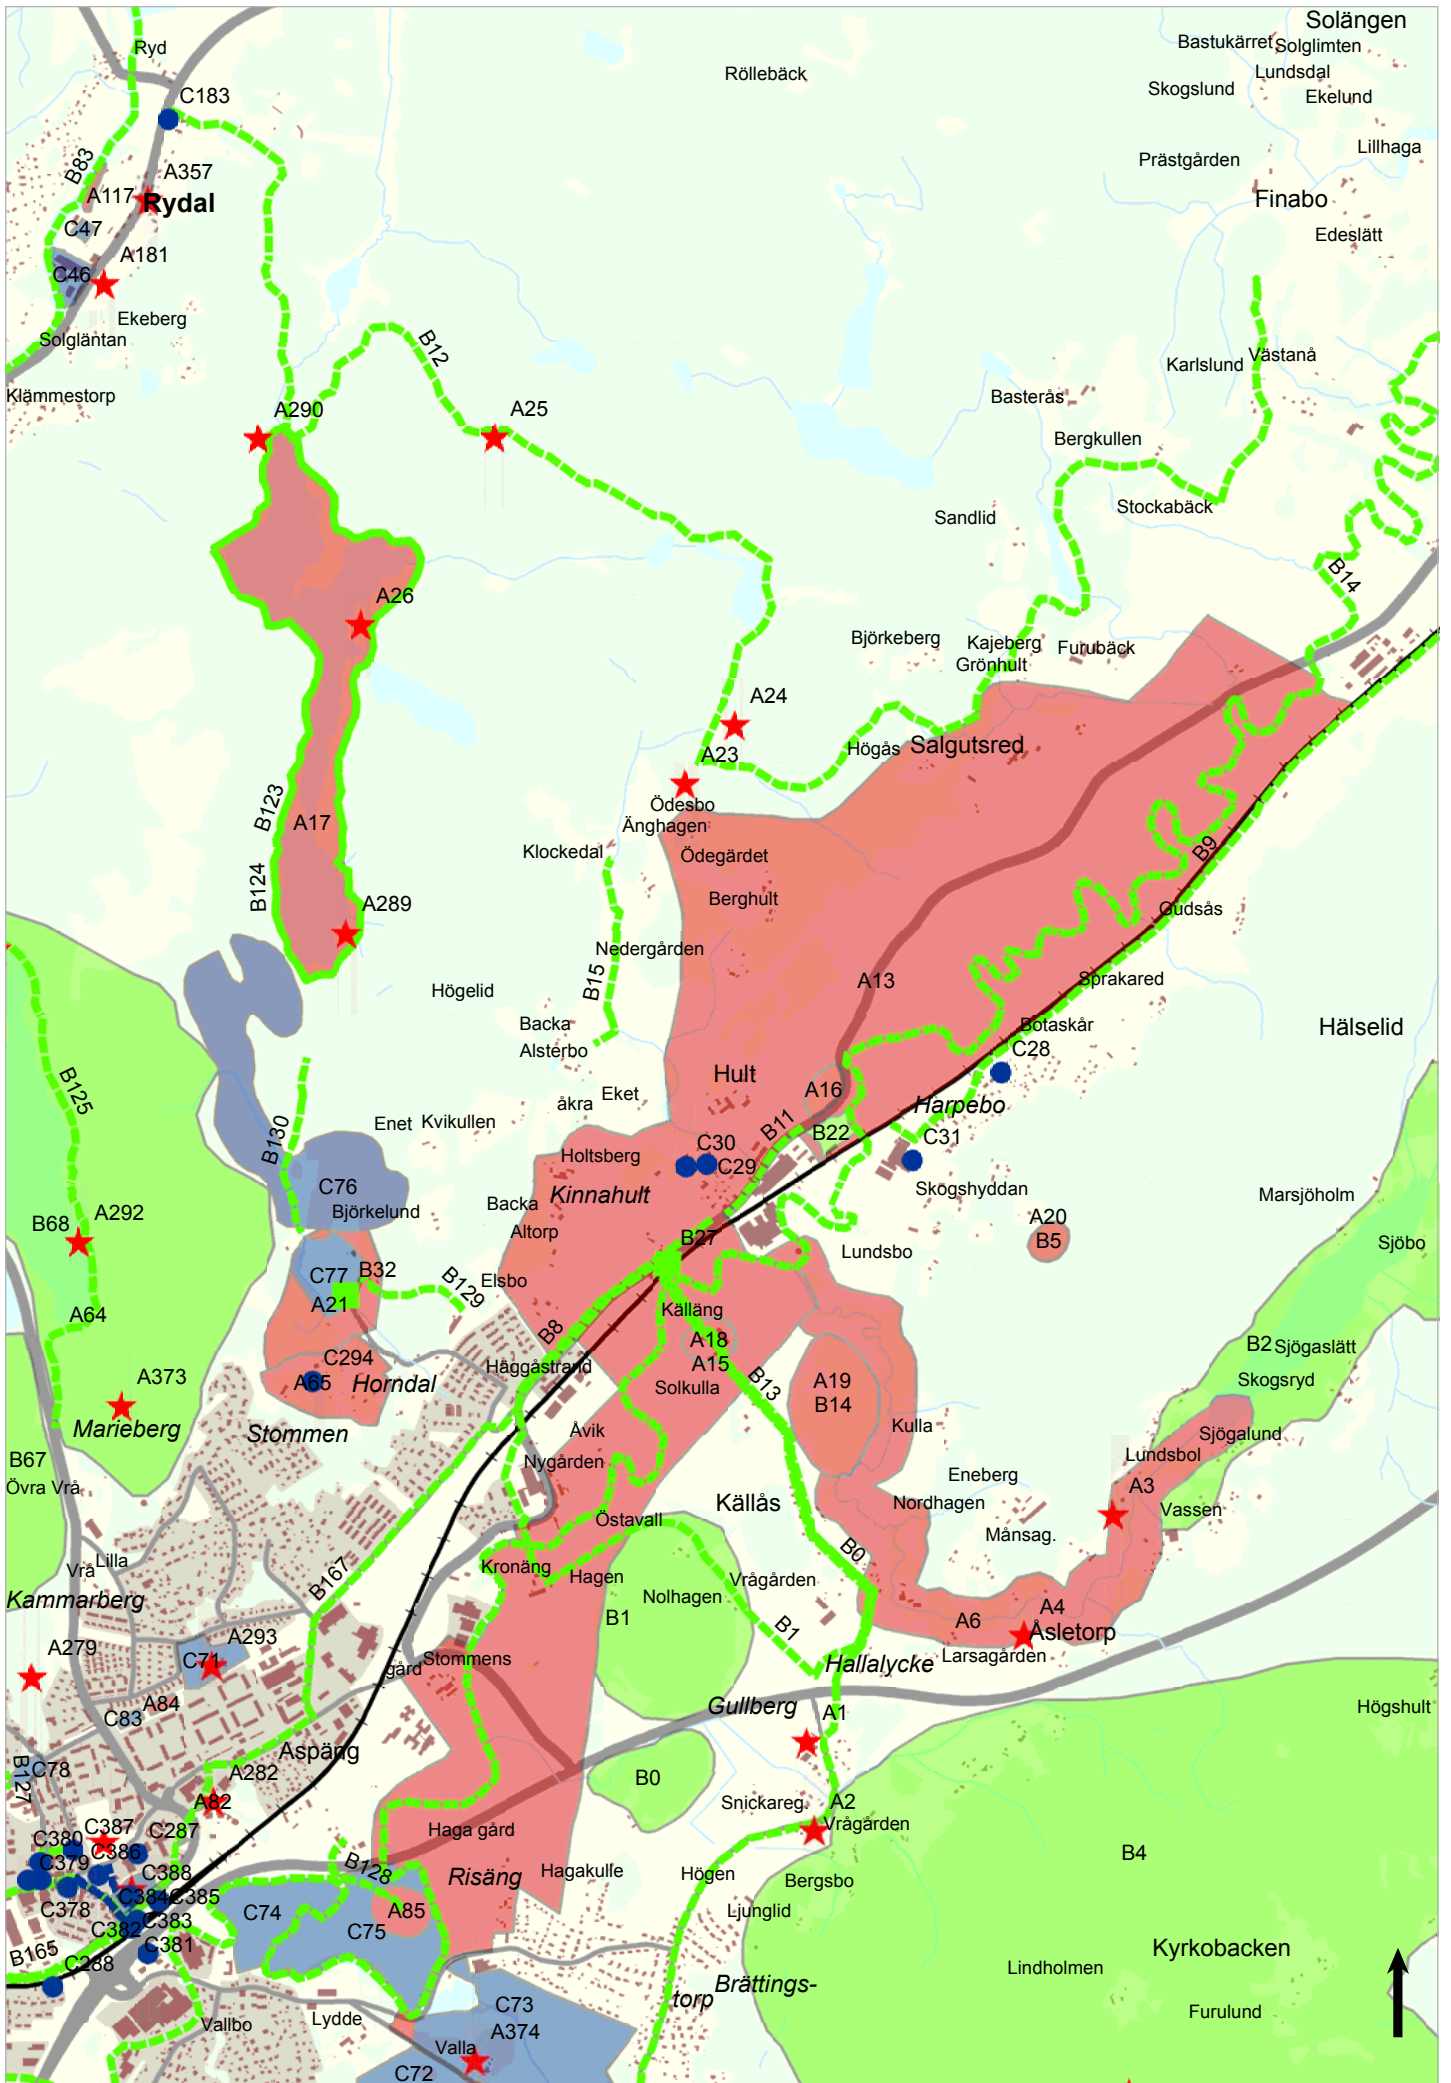 Solängen
Bastukärret
Solglimten
Ryd
Röllebäck
Lundsdal
Skogslund
Ekelund
C183
Lillhaga
Prästgården
B83
A357
A117
Rydal
Finabo
C47
Edeslätt
A181
C46
Ekeberg
Solgläntan
B12
Västanå
Karlslund
Klämmestorp
Basterås
A290
A25
Bergkullen
Stockabäck
Sandlid
B14
A26
Björkeberg
Kajeberg
Furubäck
Grönhult
A24
Högås
Salgutsred
A23
Ödesbo
Änghagen
B123
A17
Klockedal
Ödegärdet
B9
B124
Berghult
A289
Gudsås
Nedergården
B15
A13
Sprakared
Högelid
Backa
Botaskår
Hälselid
Alsterbo
C28
Hult
B125
Eket
A16
åkra
Harpebo
Enet
Kvikullen
B11
B22
B130
C30
C31
Holtsberg
C29
C76
Kinnahult
Skogshyddan
Marsjöholm
Backa
Björkelund
A292
B68
A20
Altorp
B27
B5
Sjöbo
Lundsbo
C77
B32
Elsbo
B129
A21
Källäng
A64
B8
A18
B2
Sjögaslätt
C294
Håggåstrand
A15
A373
A65
Horndal
Solkulla
B13
A19
Skogsryd
B14
Marieberg
Stommen
Åvik
Kulla
Sjögalund
B67
Nygården
Lundsbol
Övra Vrå
Eneberg
A3
Källås
Nordhagen
Vassen
Östavall
Månsag.
B0
Lilla
Vrå
Kronäng
Hagen
Vrågården
Kammarberg
B167
Nolhagen
B1
A4
A6
B1
Åsletorp
A279
A293
Larsagården
C71
Stommens
gård
Hallalycke
A84
Gullberg
Högshult
C83
A1
Aspäng
B127
C78
A282
B0
A82
Snickareg.
A2
C387
Vrågården
C380
C287
Haga gård
C386
B4
C379
C388
B128
Risäng
Hagakulle
Högen
Bergsbo
C384
C385
C378
C74
A85
Ljunglid
C383
C382
C75
C381
B165
Kyrkobacken
C288
Lindholmen
Brättings-
torp
C73
Vallbo
Lydde
Furulund
A374
Valla
C72